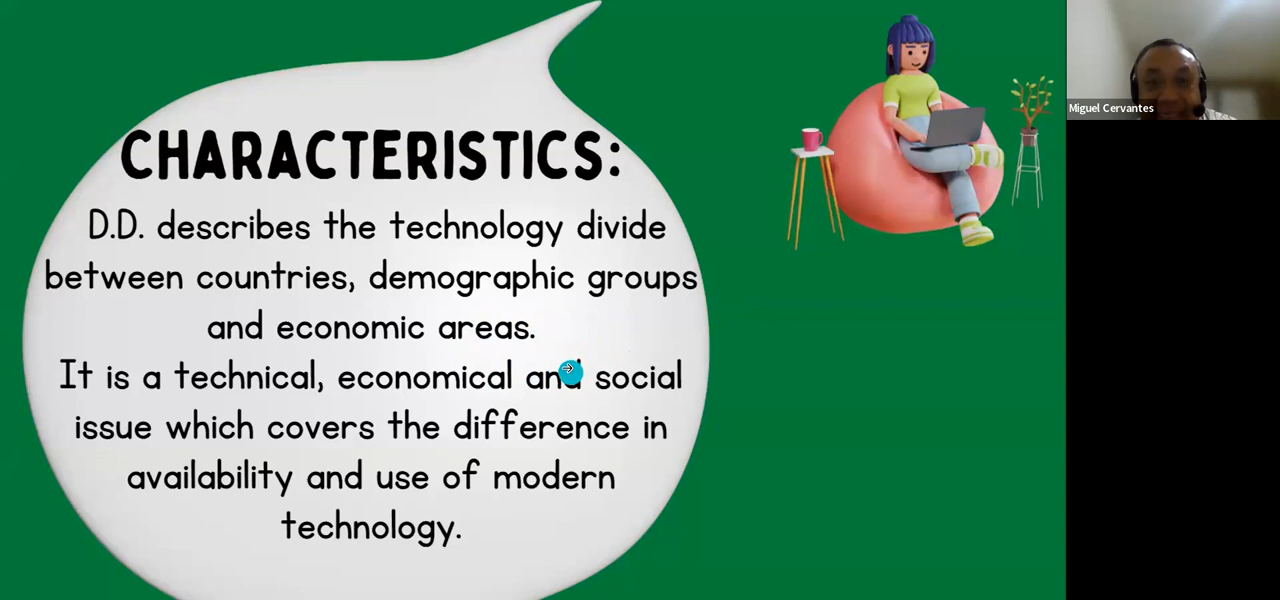 CHARACTERISTICS:
D.D. describes the technology divide
between countries, demographic groups
and economic areas.
It is a technical, economical and social
issue which covers the difference in
availability and use of modern
technology.
Miguel Cervantes